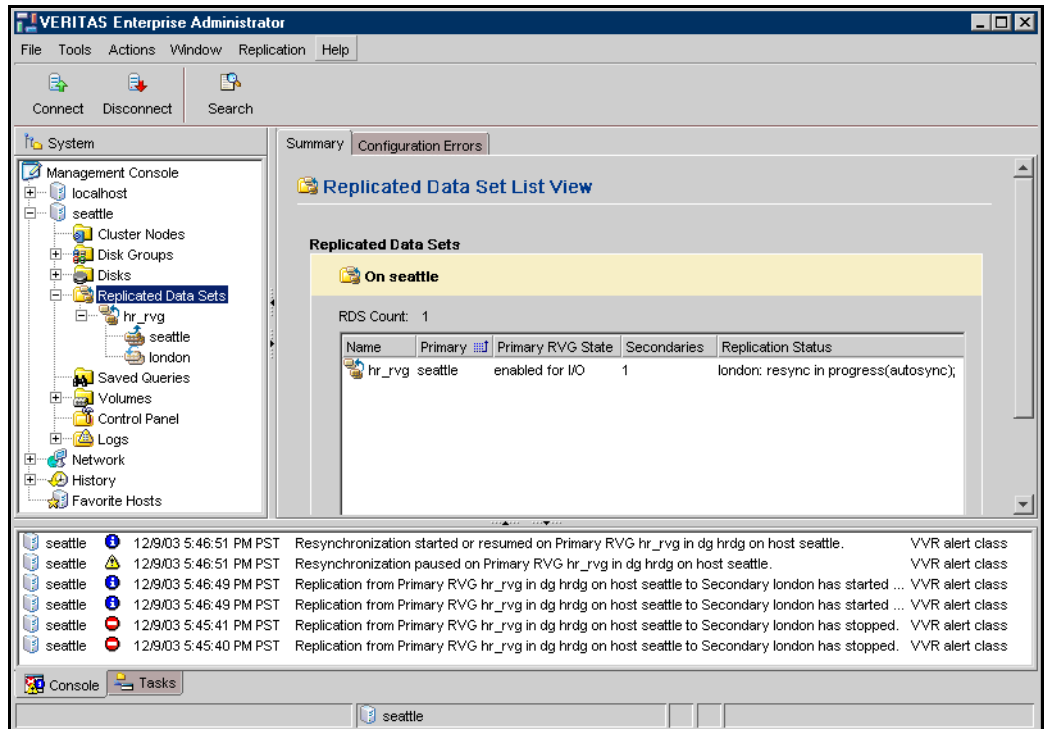 VERITAS Enterprise Administrator
File Tools Actions Window Replication Help
Connect Disconnect Search
System
Management Console
localhost
seattle
Cluster Nodes
Disk Groups
Disks
Replicated Data Sets
hr_rvg
seattle
london
Saved Queries
Volumes
Control Panel
Logs
Network
History
Favorite Hosts
Summary Configuration Errors
Replicated Data Set List View
Replicated Data Sets
On seattle
RDS Count: 1
Name Primary Primary RVG State Secondaries Replication Status
hr_rvg seattle enabled for I/O 1 london: resync in progress(autosync);
seattle 12/9/03 5:46:51 PM PST Resynchronization started or resumed on Primary RVG hr_rvg in dg hrdg on host seattle. VVR alert class
seattle 12/9/03 5:46:51 PM PST Resynchronization paused on Primary RVG hr_rvg in dg hrdg on host seattle. VVR alert class
seattle 12/9/03 5:46:49 PM PST Replication from Primary RVG hr_rvg in dg hrdg on host seattle to Secondary london has started ... VVR alert class
seattle 12/9/03 5:46:49 PM PST Replication from Primary RVG hr_rvg in dg hrdg on host seattle to Secondary london has started ... VVR alert class
seattle 12/9/03 5:45:41 PM PST Replication from Primary RVG hr_rvg in dg hrdg on host seattle to Secondary london has stopped. VVR alert class
seattle 12/9/03 5:45:40 PM PST Replication from Primary RVG hr_rvg in dg hrdg on host seattle to Secondary london has stopped. VVR alert class
Console Tasks
seattle